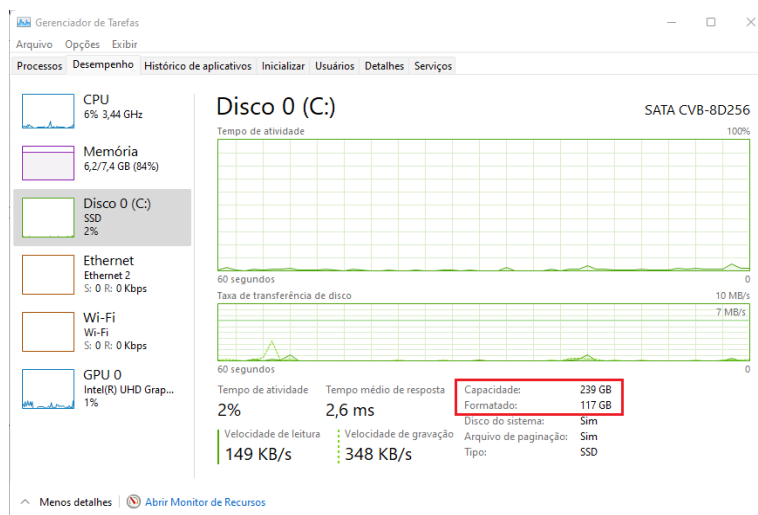 Gerenciador de Tarefas
Arquivo Opções Exibir
Processos Desempenho Histórico de aplicativos Inicializar Usuários Detalhes Serviços
CPU
6% 3,44 GHz
Memória
6,2/7,4 GB (84%)
Disco 0 (C:)
SSD
2%
Ethernet
Ethernet 2
S: 0 R: 0 Kbps
Wi-Fi
Wi-Fi
S: 0 R: 0 Kbps
GPU 0
Intel(R) UHD Grap...
1%
Disco 0 (C:) SATA CVB-8D256
Tempo de atividade 100%
60 segundos 0
Taxa de transferência de disco 10 MB/s
7 MB/s
60 segundos 0
Tempo de atividade Tempo médio de resposta
2% 2,6 ms
Velocidade de leitura Velocidade de gravação
149 KB/s 348 KB/s
Capacidade: 239 GB
Formatado: 117 GB
Disco do sistema: Sim
Arquivo de paginação: Sim
Tipo: SSD
Menos detalhes Abrir Monitor de Recursos